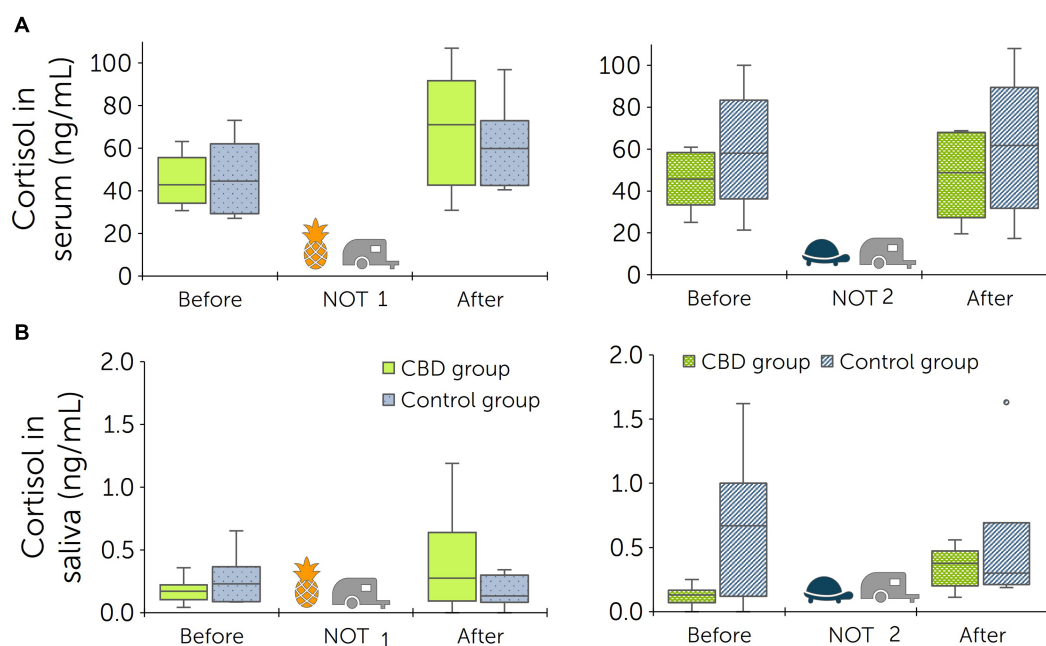 A
Cortisol in
serum (ng/mL)
100
80
60
40
20
0
Before
NOT 1
After
100
80
60
40
20
0
Before
NOT 2
After
B
Cortisol in
saliva (ng/mL)
2.0
1.5
1.0
0.5
0.0
CBD group
Control group
Before
NOT 1
After
2.0
1.5
1.0
0.5
0.0
CBD group
Control group
Before
NOT 2
After